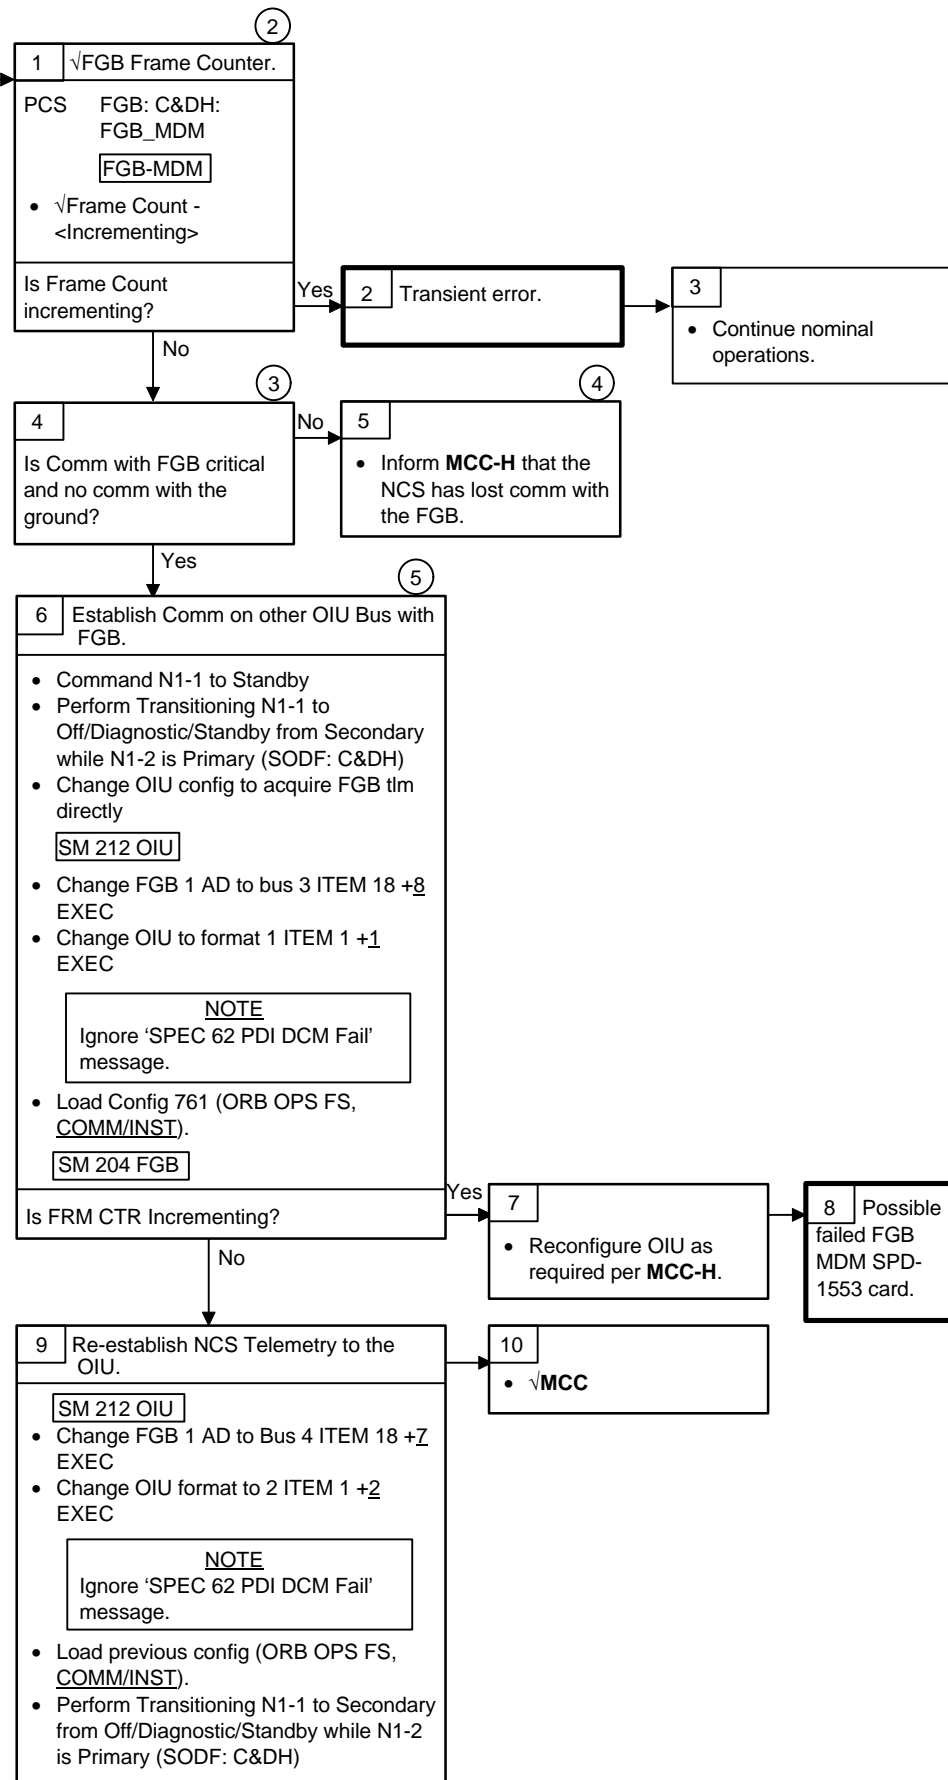 2
1 √FGB Frame Counter.
PCS FGB: C&DH:
FGB_MDM
FGB-MDM
• √Frame Count -
<Incrementing>
Is Frame Count
incrementing?
Yes
2 Transient error.
3
• Continue nominal
operations.
No
3
4
Is Comm with FGB critical
and no comm with the
ground?
No
4
5
• Inform MCC-H that the
NCS has lost comm with
the FGB.
Yes
5
6 Establish Comm on other OIU Bus with
FGB.
• Command N1-1 to Standby
• Perform Transitioning N1-1 to
Off/Diagnostic/Standby from Secondary
while N1-2 is Primary (SODF: C&DH)
• Change OIU config to acquire FGB tlm
directly
SM 212 OIU
• Change FGB 1 AD to bus 3 ITEM 18 +8
EXEC
• Change OIU to format 1 ITEM 1 +1
EXEC
NOTE
Ignore ‘SPEC 62 PDI DCM Fail’
message.
• Load Config 761 (ORB OPS FS,
COMM/INST).
SM 204 FGB
Is FRM CTR Incrementing?
Yes
7
• Reconfigure OIU as
required per MCC-H.
8 Possible
failed FGB
MDM SPD-
1553 card.
No
9 Re-establish NCS Telemetry to the
OIU.
SM 212 OIU
• Change FGB 1 AD to Bus 4 ITEM 18 +7
EXEC
• Change OIU format to 2 ITEM 1 +2
EXEC
NOTE
Ignore ‘SPEC 62 PDI DCM Fail’
message.
• Load previous config (ORB OPS FS,
COMM/INST).
• Perform Transitioning N1-1 to Secondary
from Off/Diagnostic/Standby while N1-2
is Primary (SODF: C&DH)
10
• √MCC